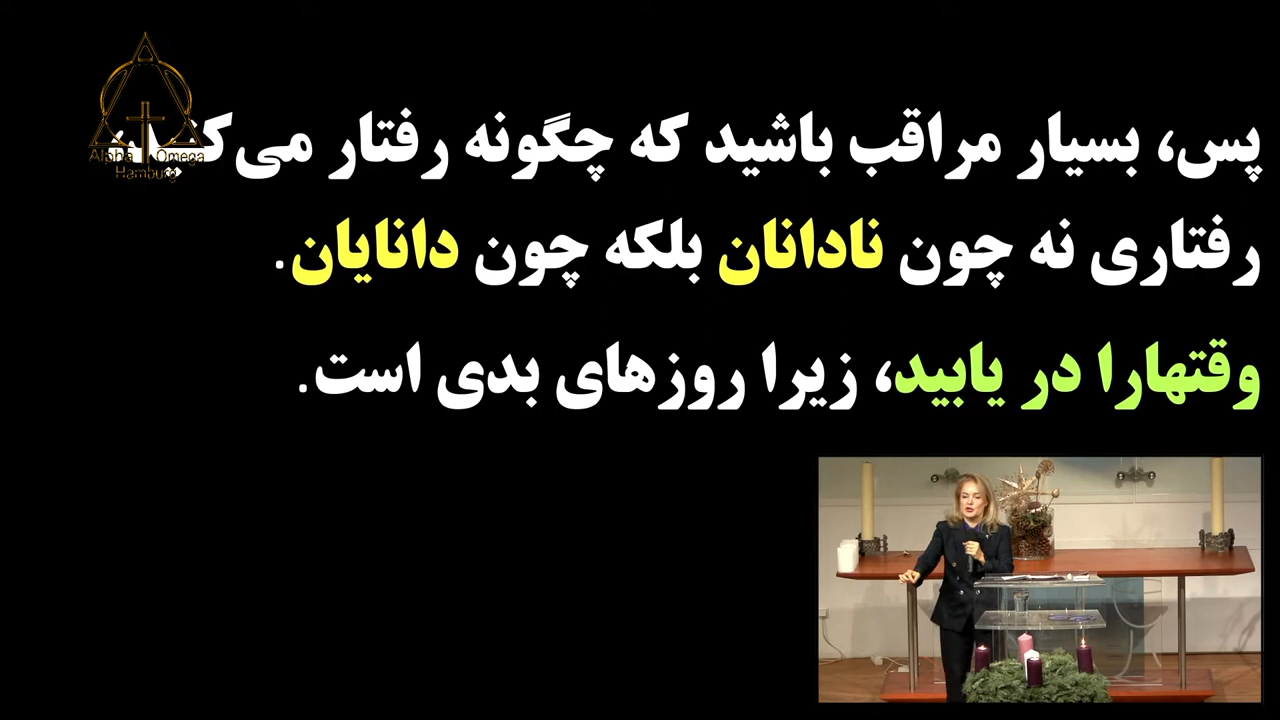 پس، بسیار مراقب باشید که چگونه رفتار می‌کنید،
رفتاری نه چون نادانان بلکه چون دانایان.
وقتهارا در یابید، زیرا روزهای بدی است.
Alpha Omega
Hamburg